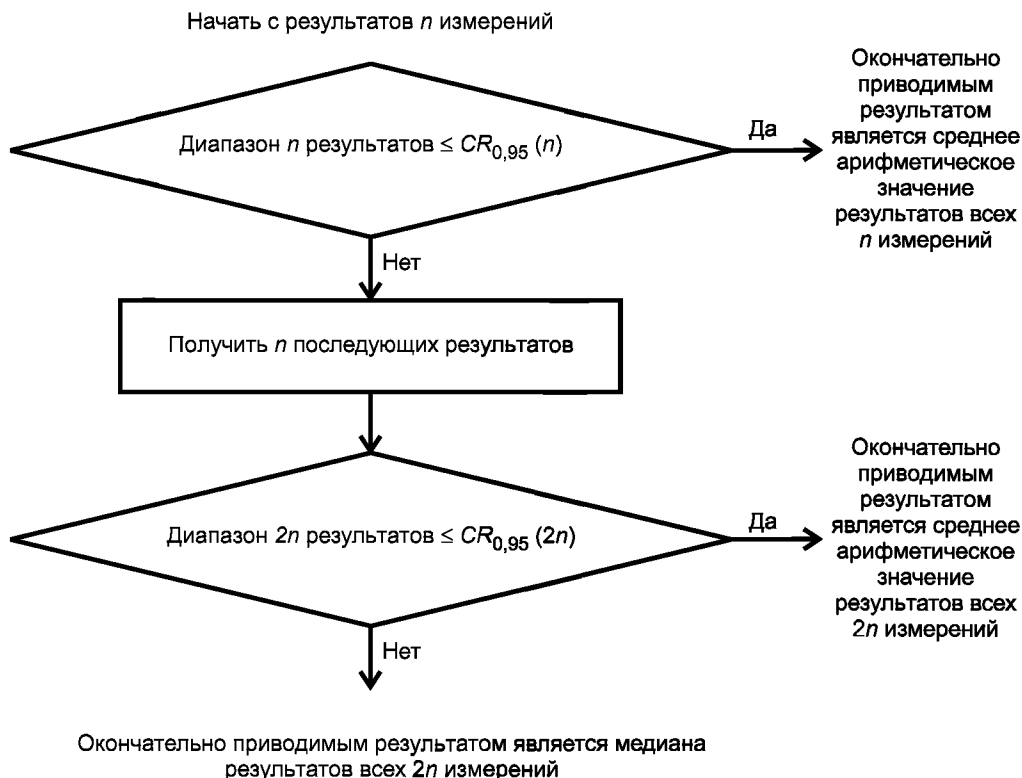 Начать с результатов n измерений
Диапазон n результатов ≤ CR0,95 (n)
Да
Окончательно
приводимым
результатом
является среднее
арифметическое
значение
результатов всех
n измерений
Нет
Получить n последующих результатов
Диапазон 2n результатов ≤ CR0,95 (2n)
Да
Окончательно
приводимым
результатом
является среднее
арифметическое
значение
результатов всех
2n измерений
Нет
Окончательно приводимым результатом является медиана
результатов всех 2n измерений